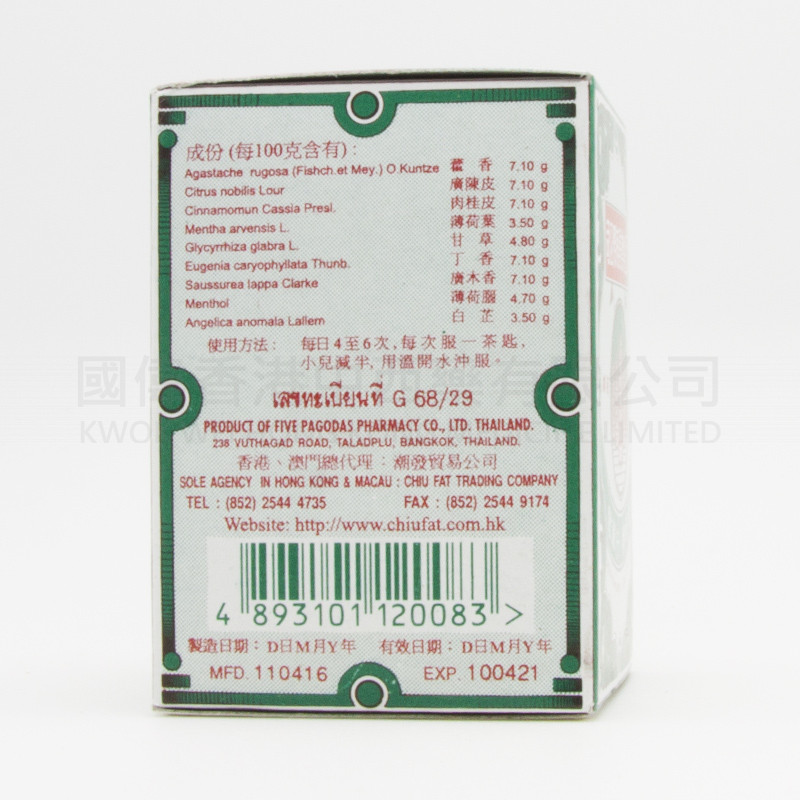 成份 (每100克含有) :
Agastache rugosa (Fishch.et Mey.) O.Kuntze 藿香 7.10 g
Citrus nobilis Lour 廣陳皮 7.10 g
Cinnamomun Cassia Presl. 肉桂皮 7.10 g
Mentha arvensis L. 薄荷葉 3.50 g
Glycyrrhiza glabra L. 甘草 4.80 g
Eugenia caryophyllata Thunb. 丁香 7.10 g
Saussurea lappa Clarke 廣木香 7.10 g
Menthol 薄荷腦 4.70 g
Angelica anomala Lallem 白芷 3.50 g
使用方法: 每日4至6次,每次服一茶匙,
小兒減半,用溫開水沖服。
เลขทะเบียนที่ G 68/29
PRODUCT OF FIVE PAGODAS PHARMACY CO., LTD. THAILAND.
238 VUTHAGAD ROAD, TALADPLU, BANGKOK, THAILAND.
香港、澳門總代理:潮發貿易公司
SOLE AGENCY IN HONG KONG & MACAU : CHIU FAT TRADING COMPANY
TEL : (852) 2544 4735 FAX : (852) 2544 9174
Website: http://www.chiufat.com.hk
4 893101 120083 >
製造日期: D日M月Y年 有效日期: D日M月Y年
MFD. 110416 EXP. 100421